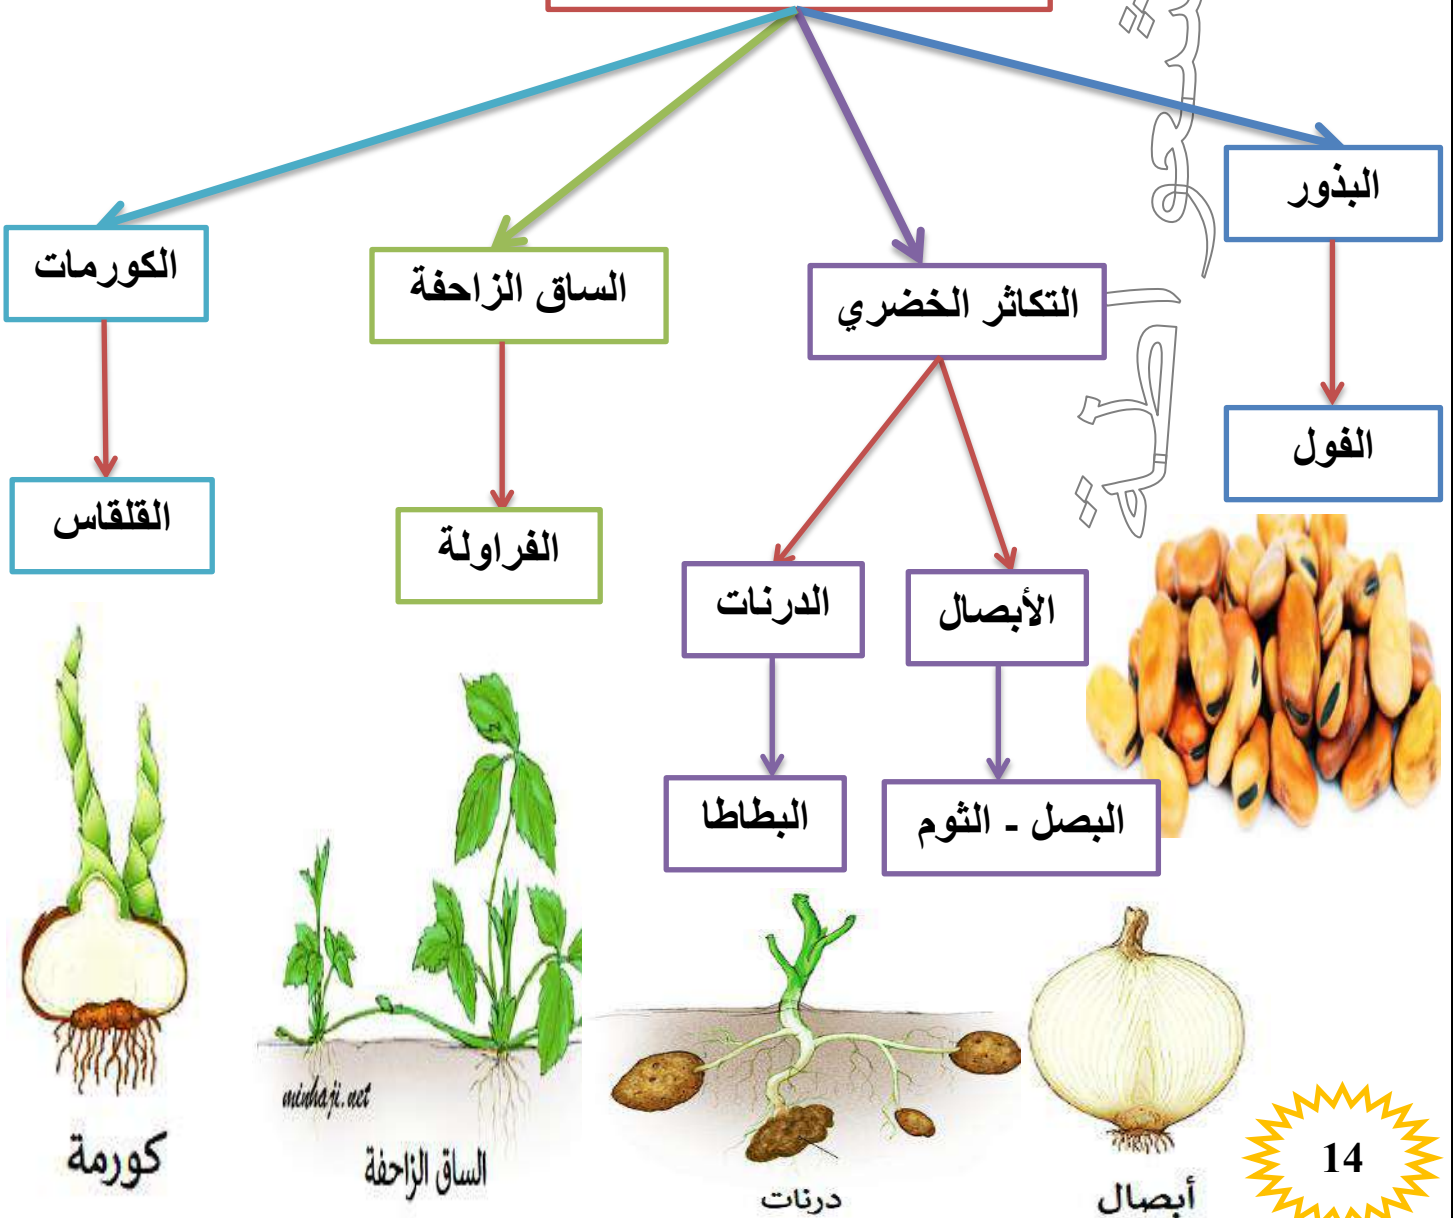 البذور
الكورمات
الساق الزاحفة
التكاثر الخضري
الفول
القلقاس
الفراولة
الأبصال
الدرنات
البصل - الثوم
البطاطا
minhaji.net
أبصال
درنات
الساق الزاحفة
كورمة
14